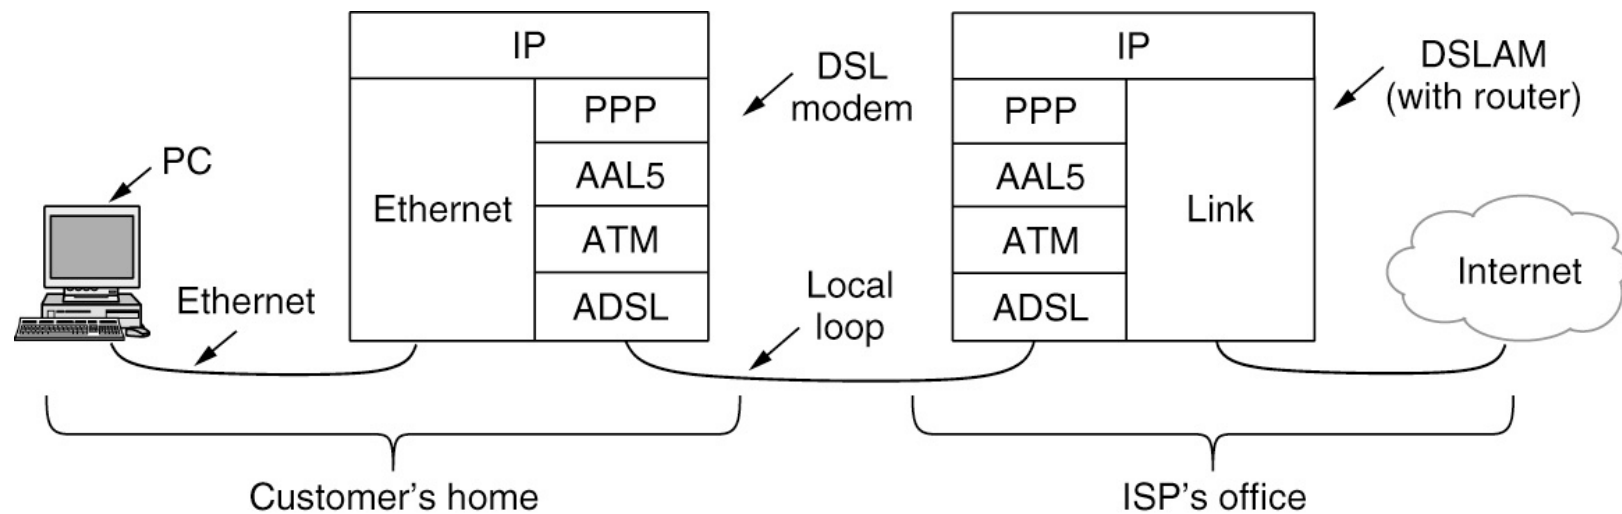 IP
IP
DSL
modem
DSLAM
(with router)
PPP
PPP
PC
AAL5
AAL5
Ethernet
Link
ATM
ATM
Internet
Ethernet
Local
loop
ADSL
ADSL
Customer's home
ISP's office